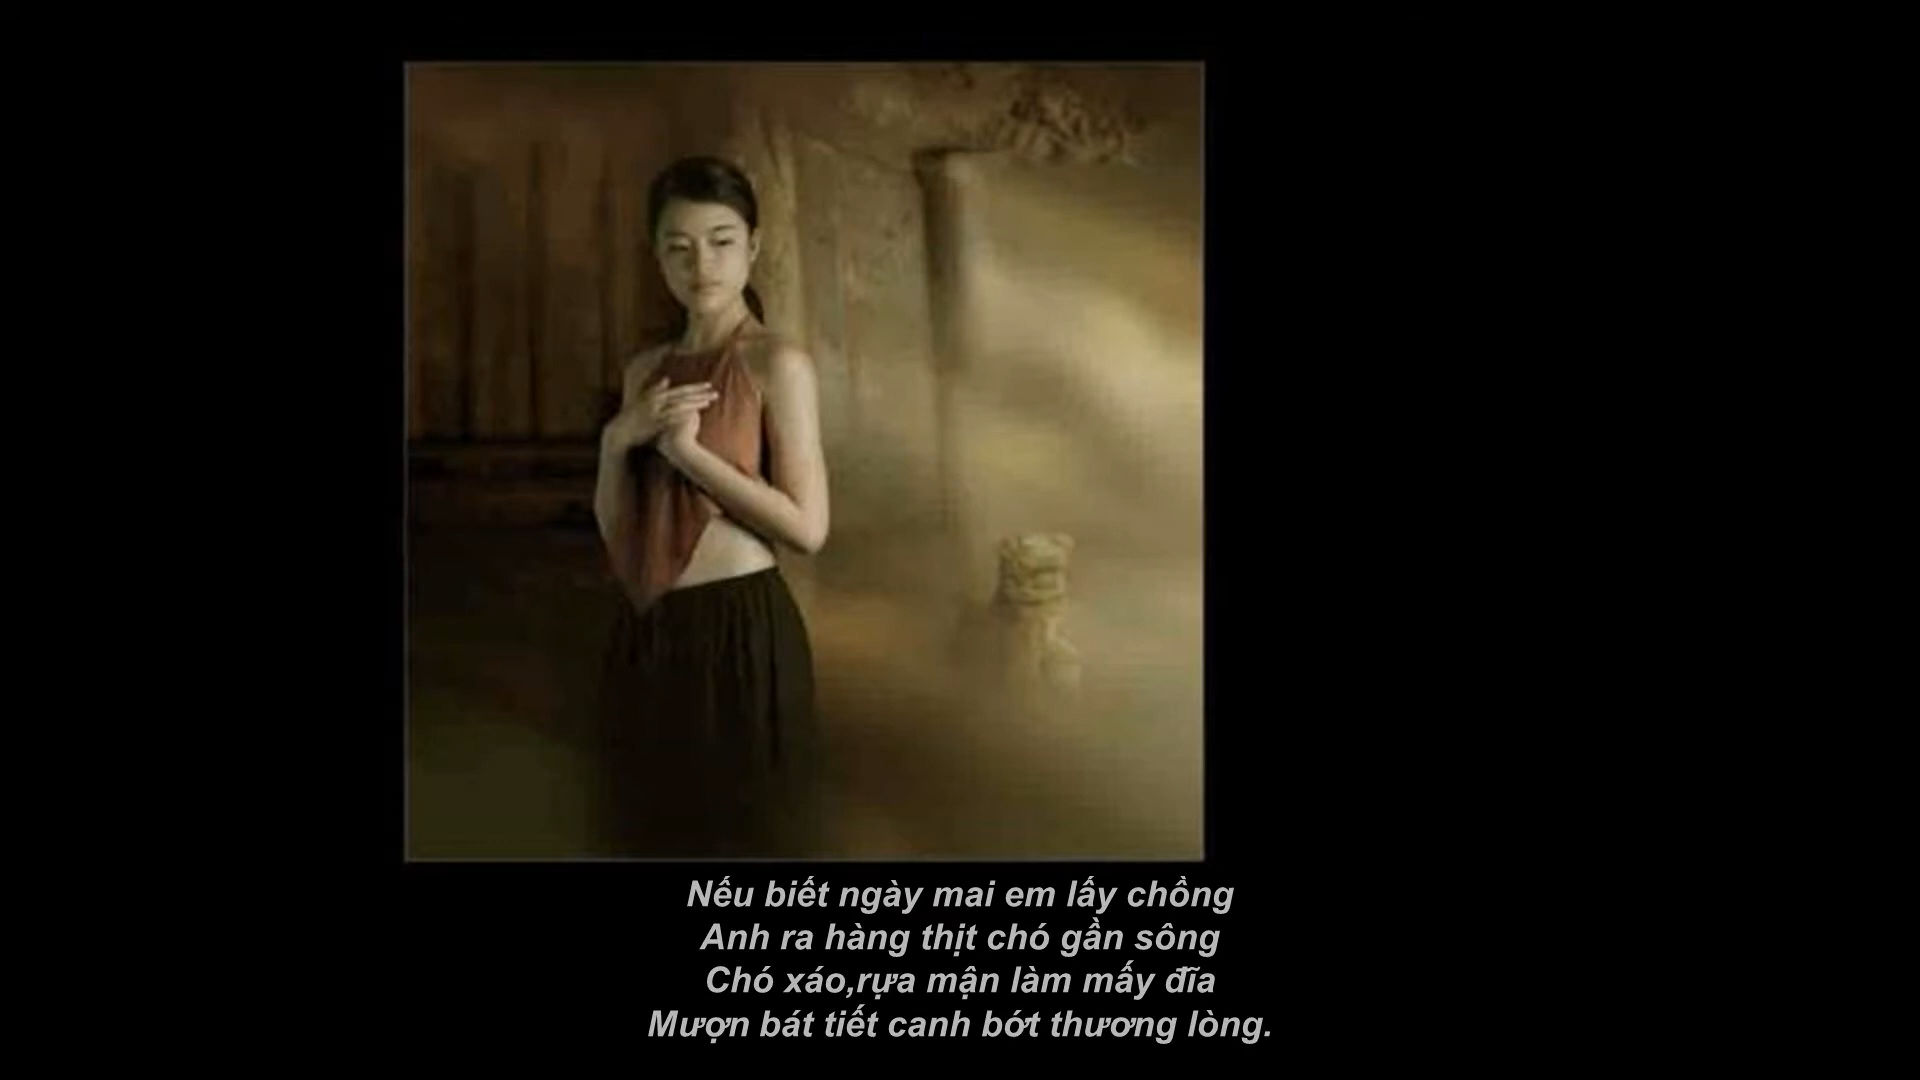 Nếu biết ngày mai em lấy chồng
Anh ra hàng thịt chó gần sông
Chó xáo,rựa mận làm mấy đĩa
Mượn bát tiết canh bớt thương lòng.